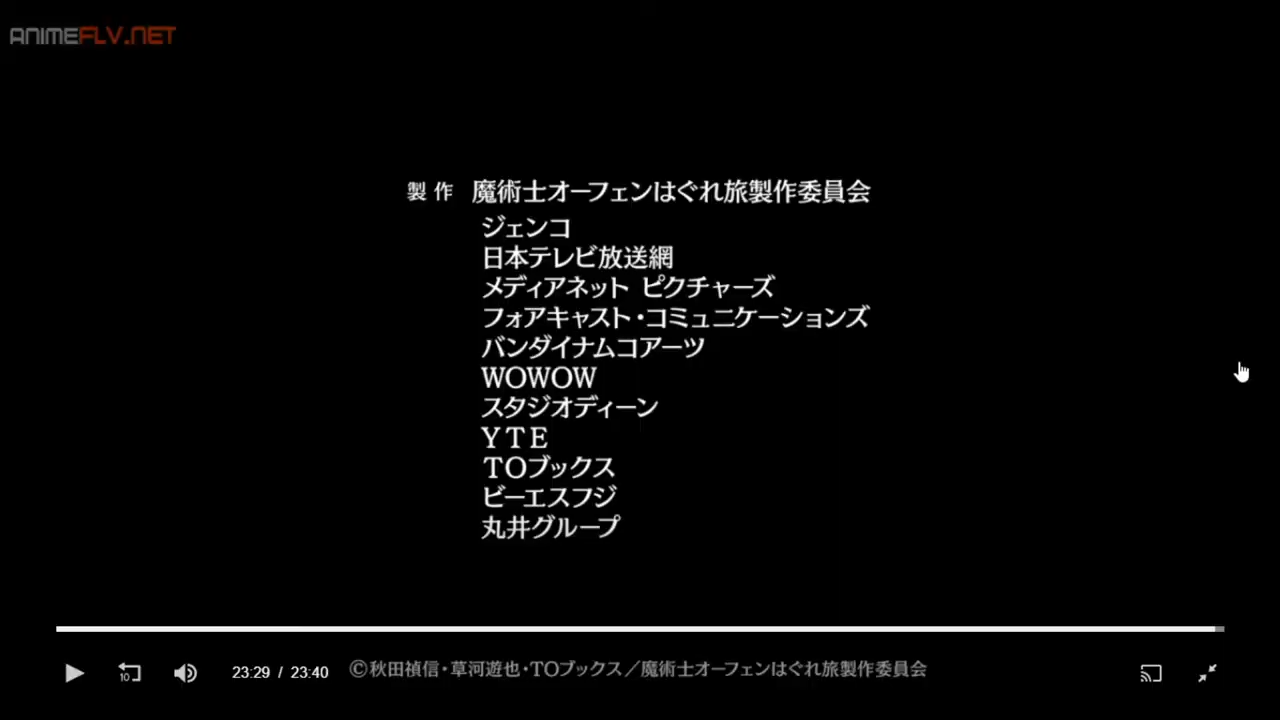 ANIMEFLV.NET
製作 魔術士オーフェンはぐれ旅製作委員会
ジェンコ
日本テレビ放送網
メディアネット ピクチャーズ
フォアキャスト・コミュニケーションズ
バンダイナムコアーツ
WOWOW
スタジオディーン
YTE
TOブックス
ビーエスフジ
丸井グループ
10 23:29 / 23:40 ©秋田禎信・草河遊也・TOブックス／魔術士オーフェンはぐれ旅製作委員会